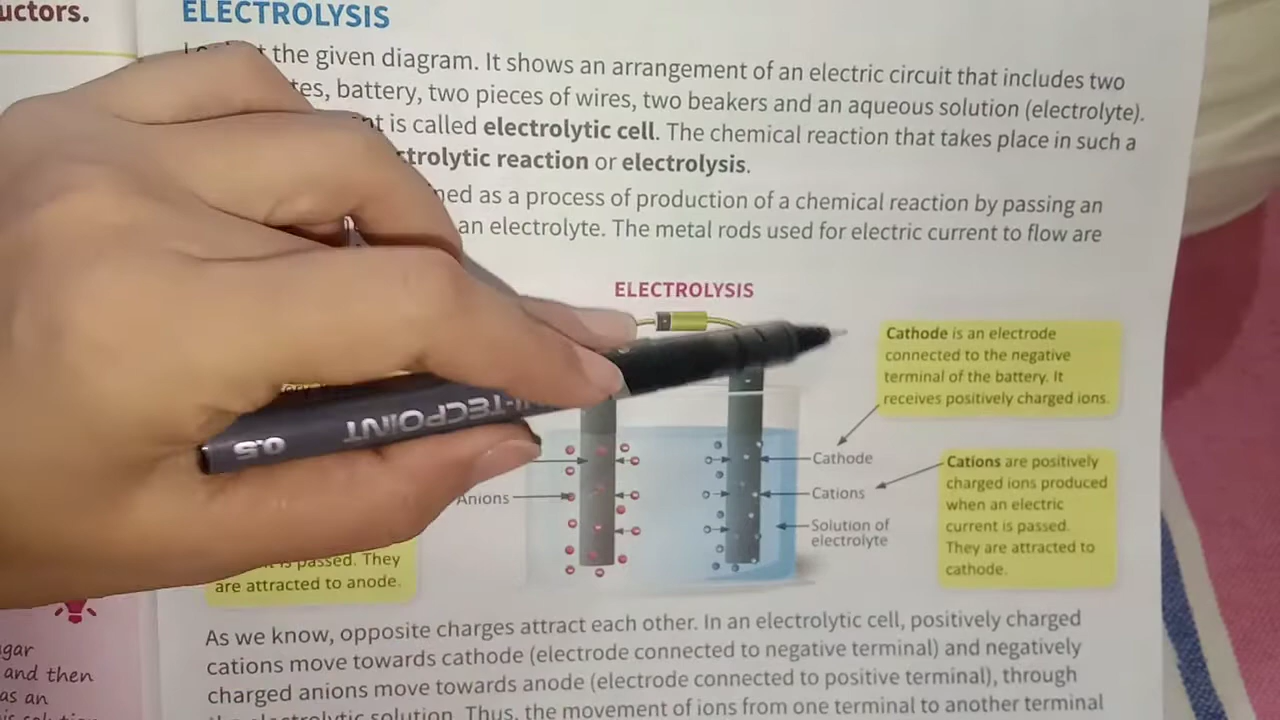 uctors.
ELECTROLYSIS
the given diagram. It shows an arrangement of an electric circuit that includes two
tes, battery, two pieces of wires, two beakers and an aqueous solution (electrolyte).
nt is called electrolytic cell. The chemical reaction that takes place in such a
ctrolytic reaction or electrolysis.
ned as a process of production of a chemical reaction by passing an
an electrolyte. The metal rods used for electric current to flow are
ELECTROLYSIS
Cathode is an electrode
connected to the negative
terminal of the battery. It
receives positively charged ions.
0.5
HI-TECPOINT
Cathode
Anions
Cations
Solution of
electrolyte
Cations are positively
charged ions produced
when an electric
current is passed.
They are attracted to
cathode.
is passed. They
are attracted to anode.
gar
and then
as an
As we know, opposite charges attract each other. In an electrolytic cell, positively charged
cations move towards cathode (electrode connected to negative terminal) and negatively
charged anions move towards anode (electrode connected to positive terminal), through
the electrolytic solution. Thus, the movement of ions from one terminal to another terminal